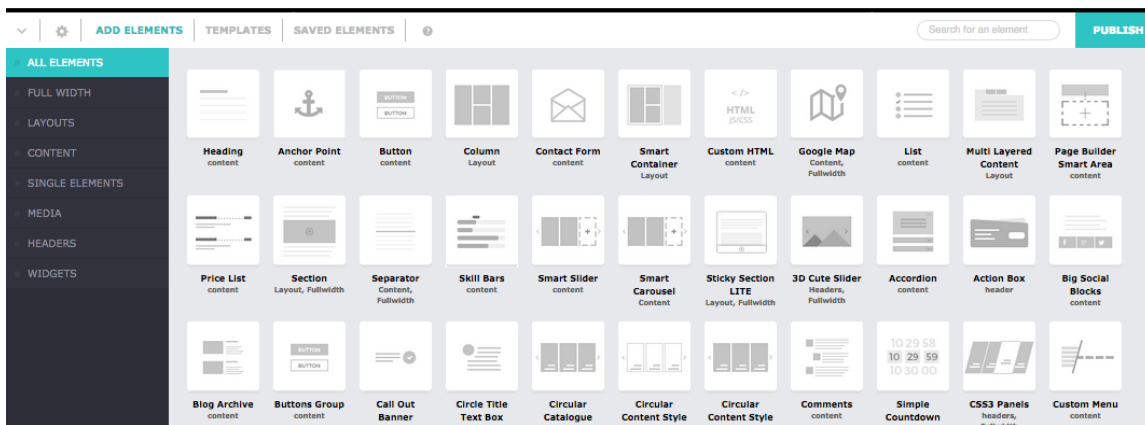 ADD ELEMENTS TEMPLATES SAVED ELEMENTS ? Search for an element PUBLISH
ALL ELEMENTS
FULL WIDTH
LAYOUTS
CONTENT
SINGLE ELEMENTS
MEDIA
HEADERS
WIDGETS
BUTTON
BUTTON
</>
HTML
JS/CSS
Heading Anchor Point Button Column Contact Form Smart Custom HTML Google Map List Multi Layered Page Builder
content content content Layout content Container content Content, content Content Smart Area
Layout Fullwidth Layout content
Price List Section Separator Skill Bars Smart Slider Smart Sticky Section 3D Cute Slider Accordion Action Box Big Social
content Layout, Fullwidth Content, content content Carousel LITE Headers, content header Blocks
Fullwidth Content Layout, Fullwidth Fullwidth content
BUTTON
BUTTON
10 29 58
10 29 59
10 30 00
Blog Archive Buttons Group Call Out Circle Title Circular Circular Circular Comments Simple CSS3 Panels Custom Menu
content content Banner Text Box Catalogue Content Style Content Style content Countdown headers, content